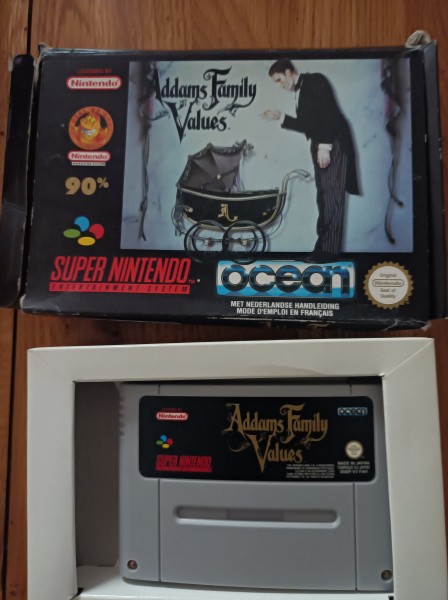 LICENSED BY
Nintendo
Addams Family
Values
Nintendo
90%
SUPER NINTENDO
ENTERTAINMENT SYSTEM
ocean
Original
Nintendo
Seal of
Quality
MET NEDERLANDSE HANDLEIDING
MODE D'EMPLOI EN FRANÇAIS
Nintendo
Addams Family
Values
ocean
SUPER NINTENDO
MADE IN JAPAN